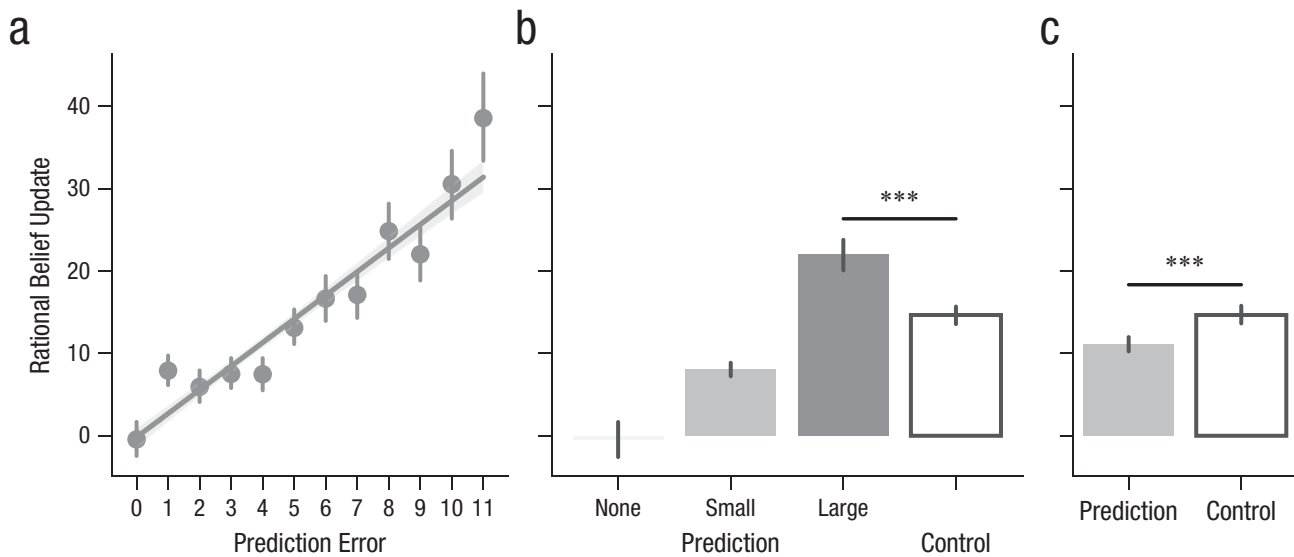 a
b
c
Rational Belief Update
40
30
20
10
0
0 1 2 3 4 5 6 7 8 9 10 11
Prediction Error
***
None Small Large
Prediction Control
***
Prediction Control